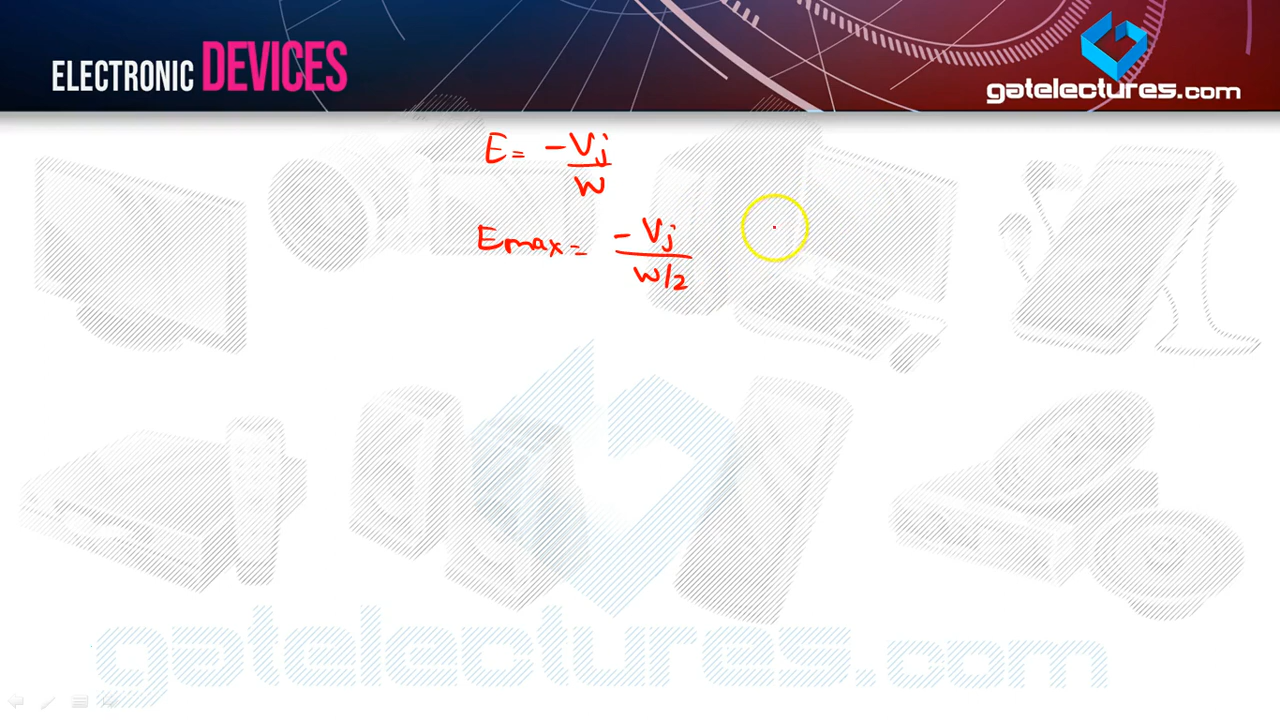 ELECTRONIC DEVICES
gatelectures.com
E = -Vj/W
Emax = -Vj/W/2
gatelectures.com